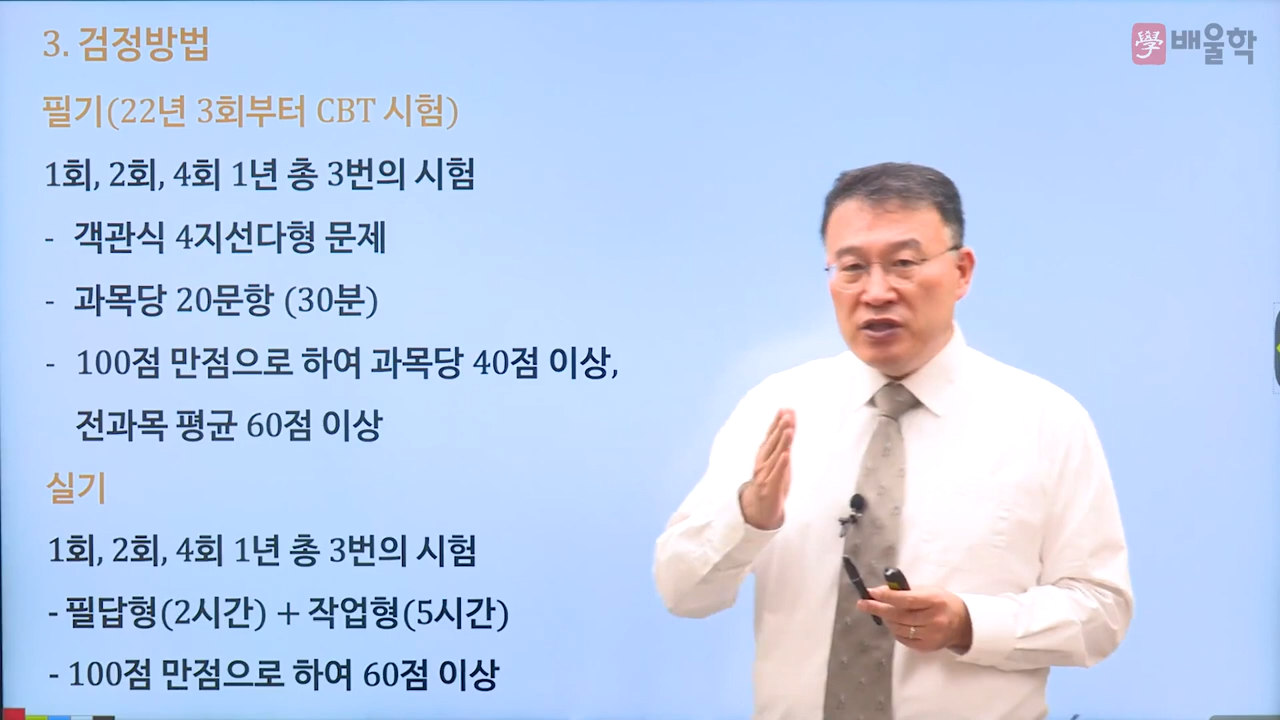 3. 검정방법
學 배울학
필기(22년 3회부터 CBT 시험)
1회, 2회, 4회 1년 총 3번의 시험
- 객관식 4지선다형 문제
- 과목당 20문항 (30분)
- 100점 만점으로 하여 과목당 40점 이상,
전과목 평균 60점 이상
실기
1회, 2회, 4회 1년 총 3번의 시험
- 필답형(2시간) + 작업형(5시간)
- 100점 만점으로 하여 60점 이상